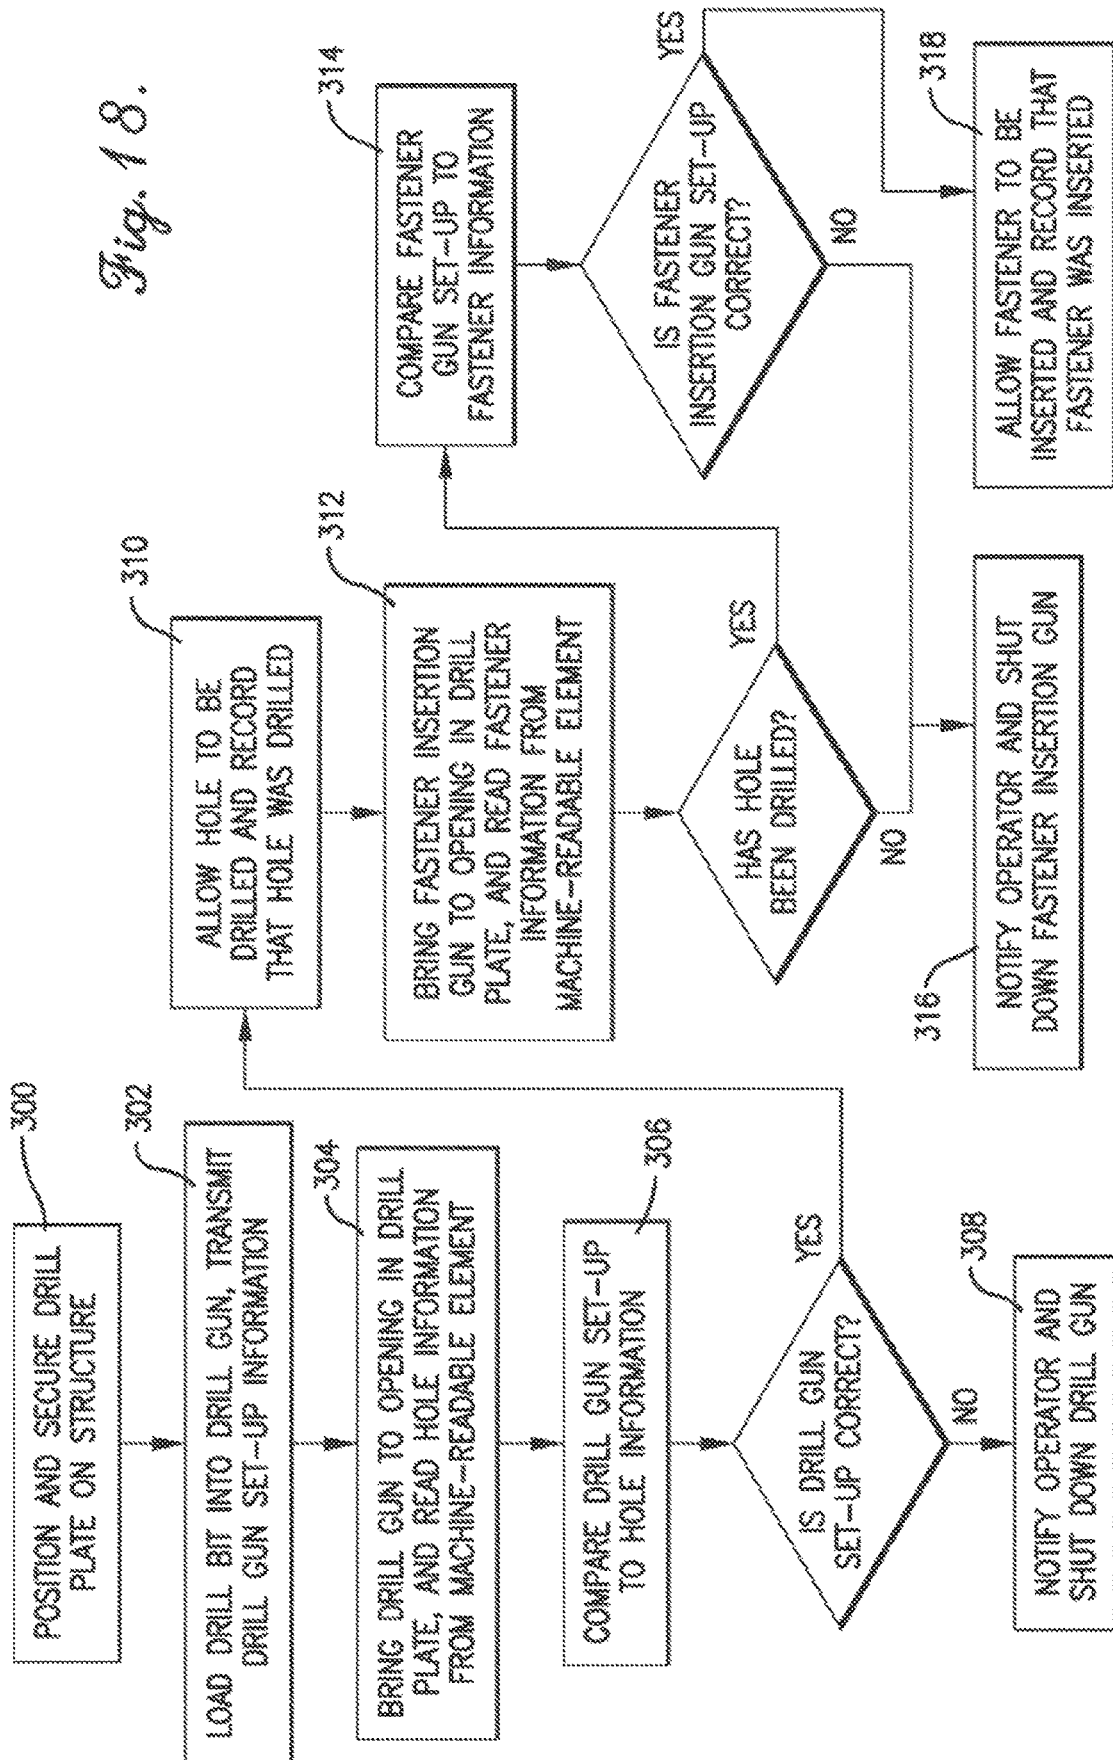 Fig. 18.
300
POSITION AND SECURE DRILL
PLATE ON STRUCTURE
302
LOAD DRILL BIT INTO DRILL GUN, TRANSMIT
DRILL GUN SET-UP INFORMATION
304
BRING DRILL GUN TO OPENING IN DRILL
PLATE, AND READ HOLE INFORMATION
FROM MACHINE-READABLE ELEMENT
306
COMPARE DRILL GUN SET-UP
TO HOLE INFORMATION
IS DRILL GUN
SET-UP CORRECT?
YES
NO
308
NOTIFY OPERATOR AND
SHUT DOWN DRILL GUN
310
ALLOW HOLE TO BE
DRILLED AND RECORD
THAT HOLE WAS DRILLED
312
BRING FASTENER INSERTION
GUN TO OPENING IN DRILL
PLATE, AND READ FASTENER
INFORMATION FROM
MACHINE-READABLE ELEMENT
HAS HOLE
BEEN DRILLED?
YES
NO
314
COMPARE FASTENER
GUN SET-UP TO
FASTENER INFORMATION
IS FASTENER
INSERTION GUN SET-UP
CORRECT?
YES
NO
316
NOTIFY OPERATOR AND SHUT
DOWN FASTENER INSERTION GUN
318
ALLOW FASTENER TO BE
INSERTED AND RECORD THAT
FASTENER WAS INSERTED